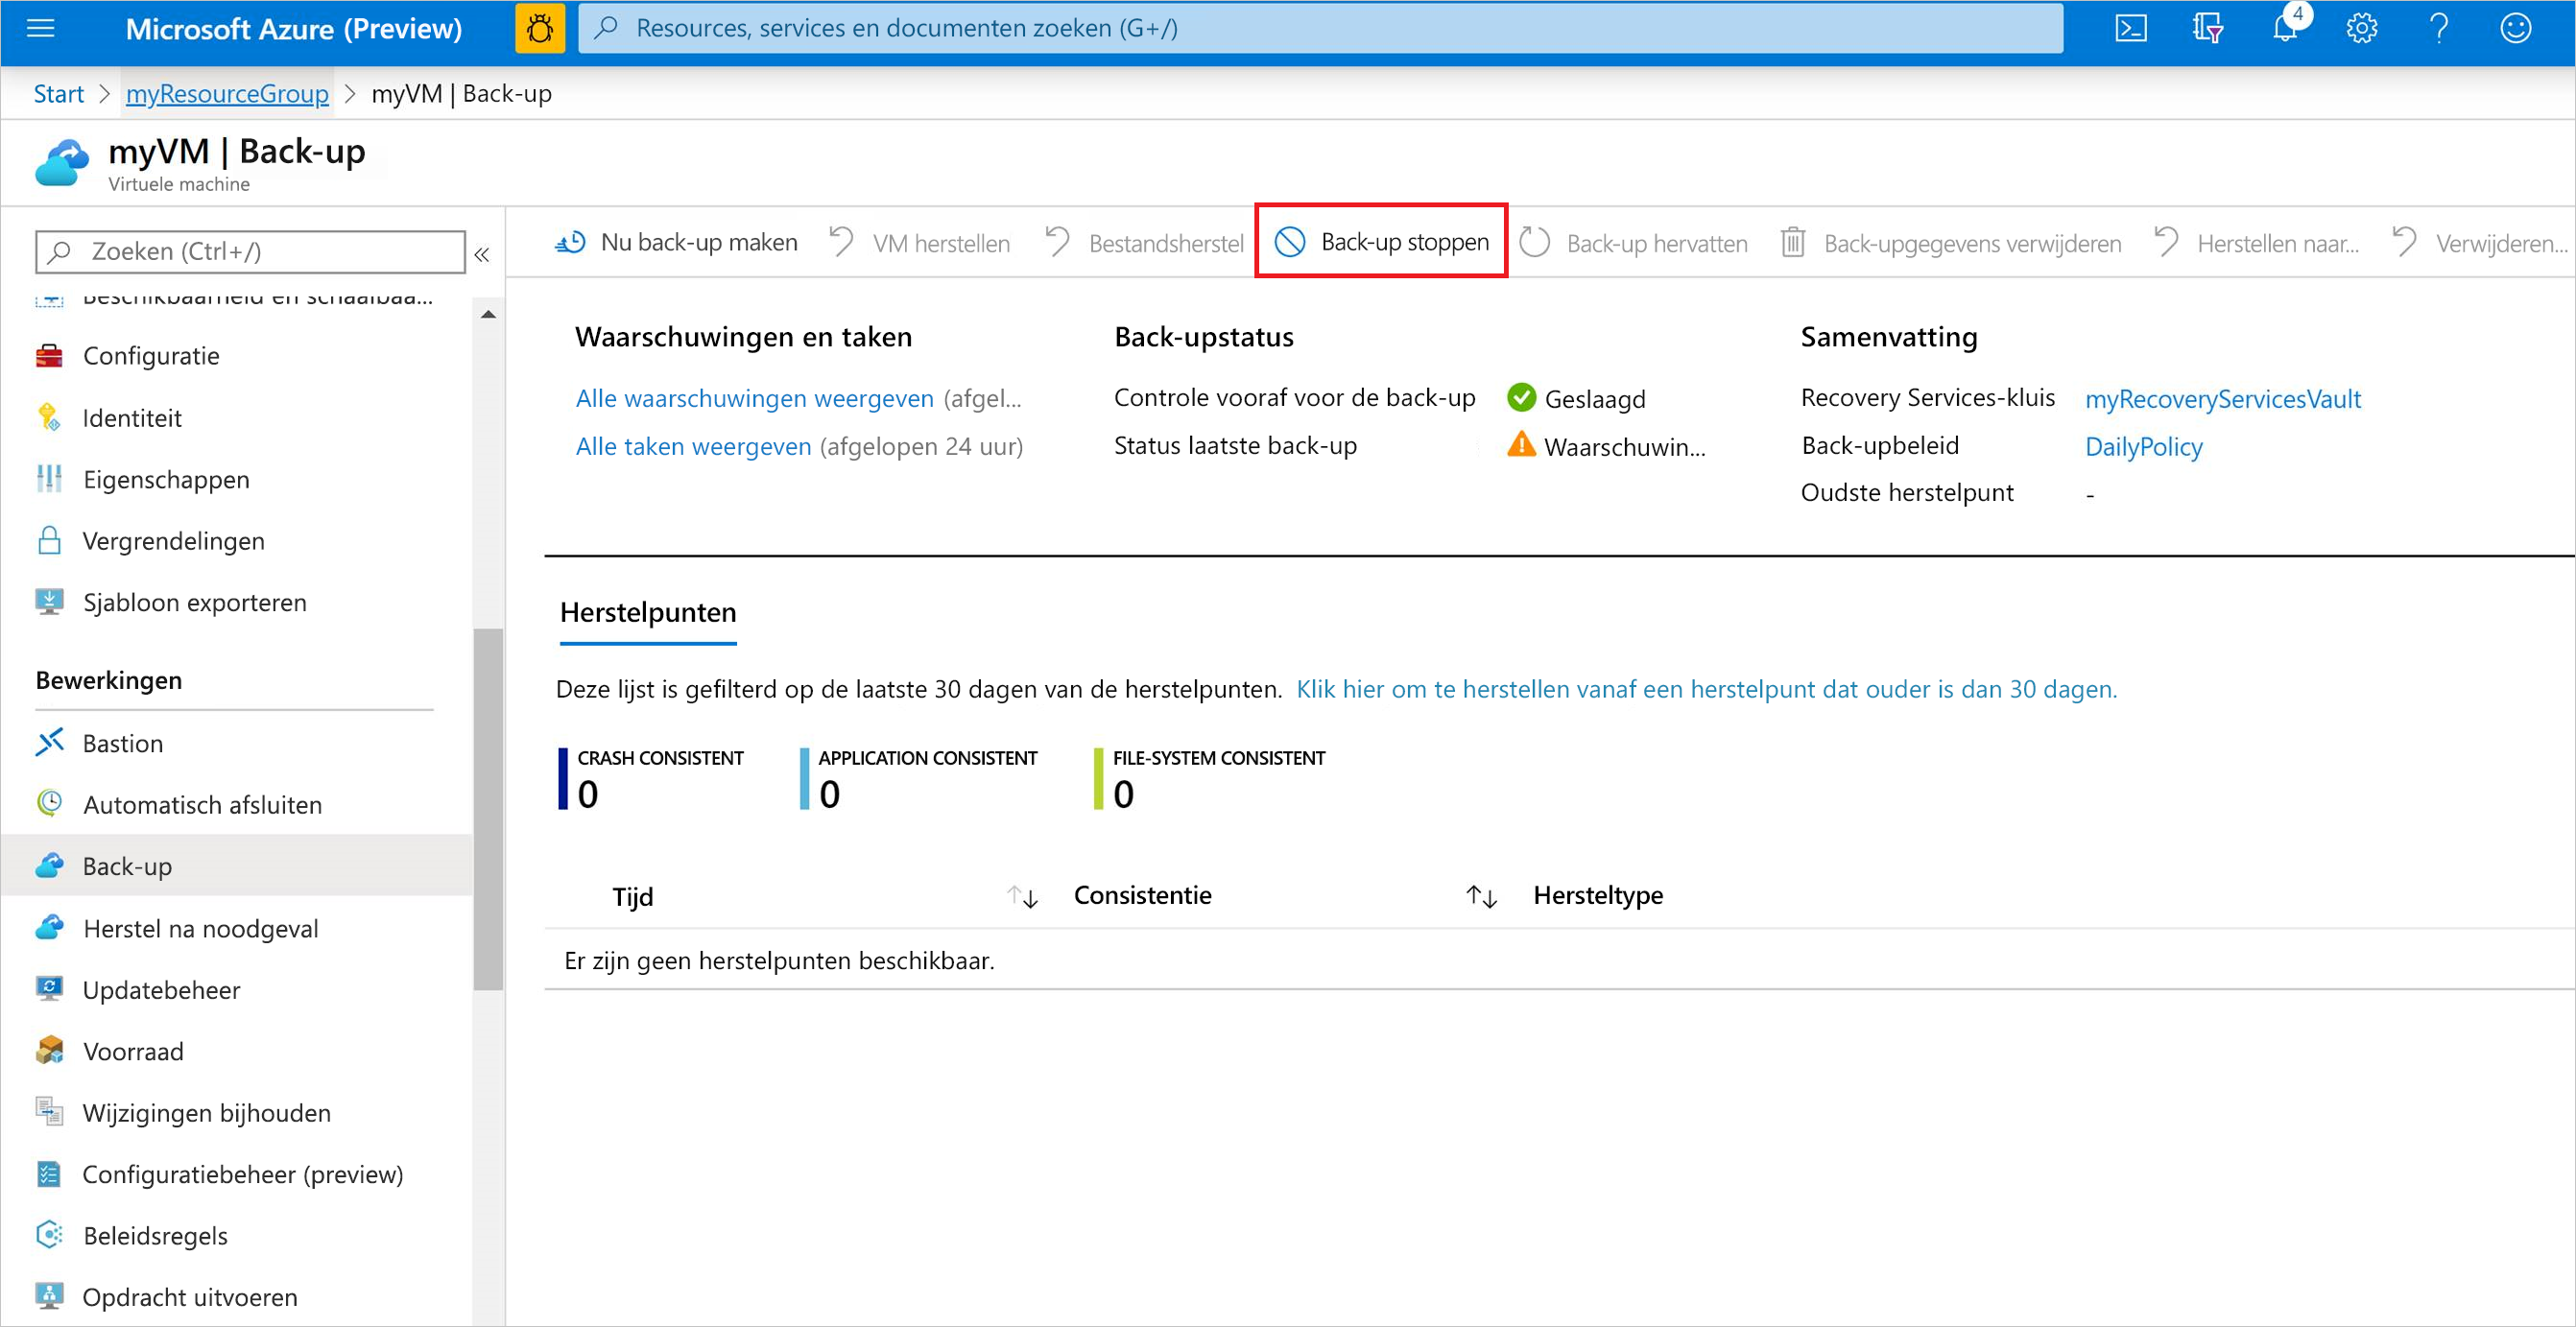 Microsoft Azure (Preview)
Resources, services en documenten zoeken (G+/)
4
Start > myResourceGroup > myVM | Back-up
myVM | Back-up
Virtuele machine
Zoeken (Ctrl+/)
«
Beschikbaarheid en schaalbaa...
Configuratie
Identiteit
Eigenschappen
Vergrendelingen
Sjabloon exporteren
Bewerkingen
Bastion
Automatisch afsluiten
Back-up
Herstel na noodgeval
Updatebeheer
Voorraad
Wijzigingen bijhouden
Configuratiebeheer (preview)
Beleidsregels
Opdracht uitvoeren
Nu back-up maken VM herstellen Bestandsherstel Back-up stoppen Back-up hervatten Back-upgegevens verwijderen Herstellen naar... Verwijderen...
Waarschuwingen en taken
Alle waarschuwingen weergeven (afgel...
Alle taken weergeven (afgelopen 24 uur)
Back-upstatus
Controle vooraf voor de back-up Geslaagd
Status laatste back-up Waarschuwin...
Samenvatting
Recovery Services-kluis myRecoveryServicesVault
Back-upbeleid DailyPolicy
Oudste herstelpunt -
Herstelpunten
Deze lijst is gefilterd op de laatste 30 dagen van de herstelpunten. Klik hier om te herstellen vanaf een herstelpunt dat ouder is dan 30 dagen.
CRASH CONSISTENT
0
APPLICATION CONSISTENT
0
FILE-SYSTEM CONSISTENT
0
Tijd Consistentie Hersteltype
Er zijn geen herstelpunten beschikbaar.